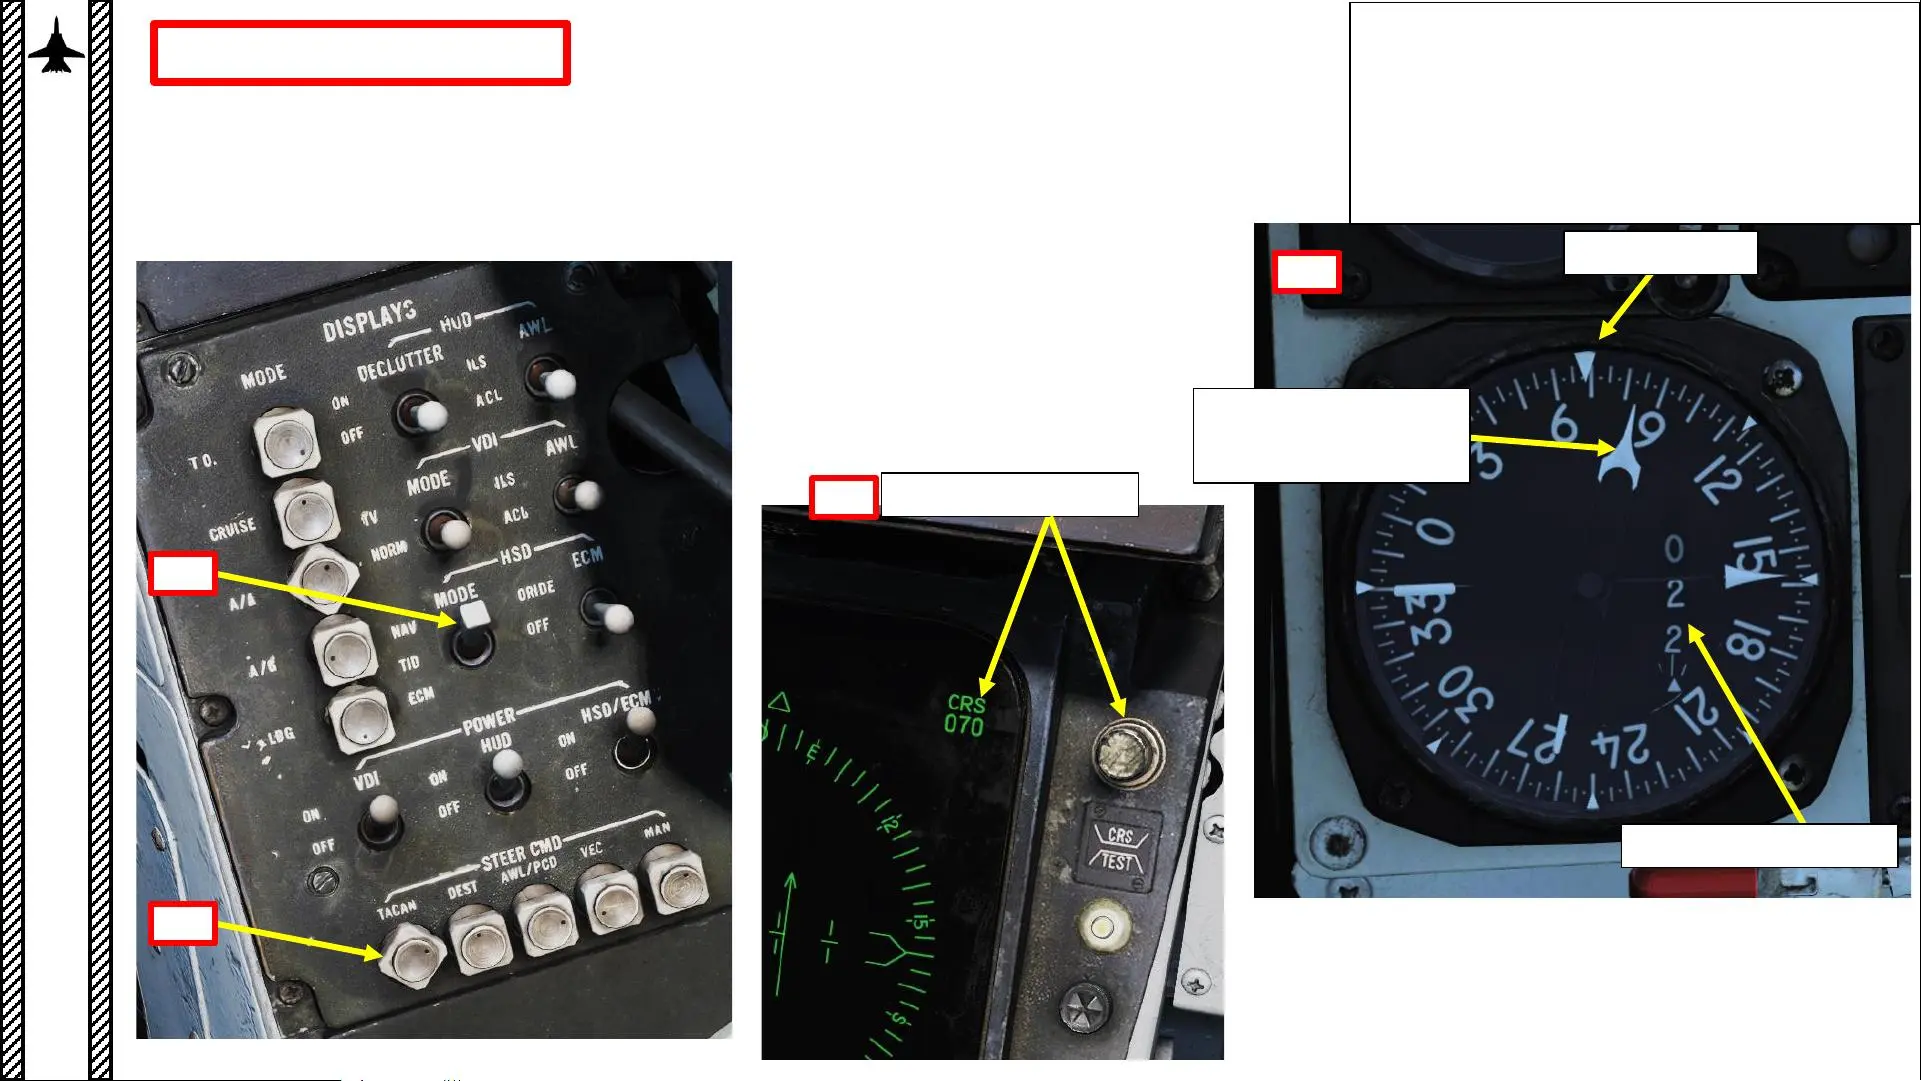 DISPLAYS
HUD
AWL
MODE
DECLUTTER
ILS
ON
ACL
OFF
T O.
VDI
AWL
MODE
ILS
CRUISE
TV
ACL
NORM
HSD
ECM
MODE
ORIDE
A/A
NAV
OFF
A/G
TID
ECM
POWER
HSD/ECM
LDG
HUD
ON
VDI
ON
OFF
ON
OFF
OFF
STEER CMD
MAN
VEC
AWL/PCD
DEST
TACAN
CRS
070
E
12
15
S
CRS
TEST
6
9
3
12
0
0
2
2
15
33
18
30
21
27
24